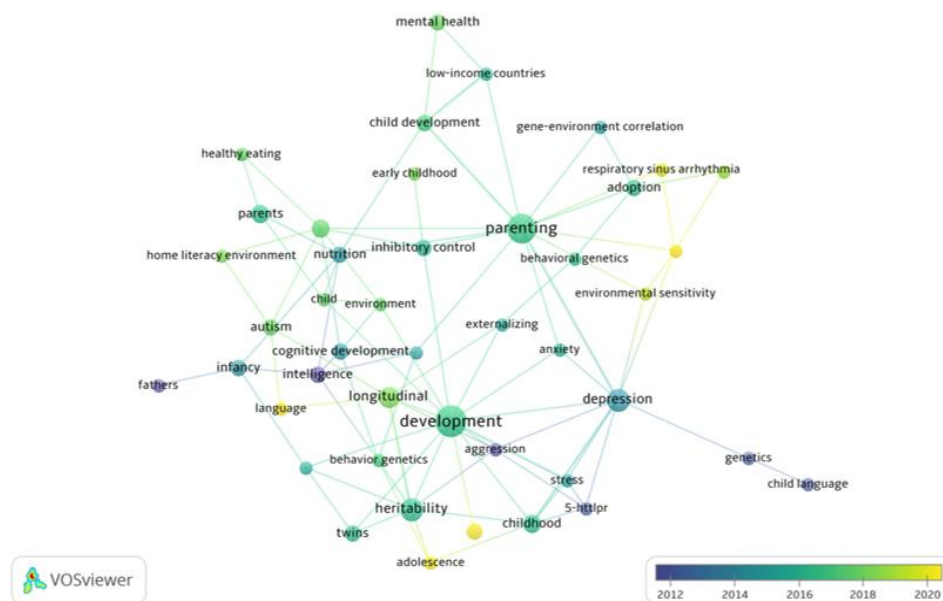 mental health
low-income countries
child development
gene-environment correlation
healthy eating
early childhood
respiratory sinus arrhythmia
adoption
parents
parenting
home literacy environment
nutrition
inhibitory control
behavioral genetics
child
environment
environmental sensitivity
autism
externalizing
cognitive development
anxiety
infancy
intelligence
fathers
longitudinal
depression
language
development
aggression
behavior genetics
genetics
stress
child language
heritability
5-httlpr
childhood
twins
adolescence
VOSviewer
2012 2014 2016 2018 2020